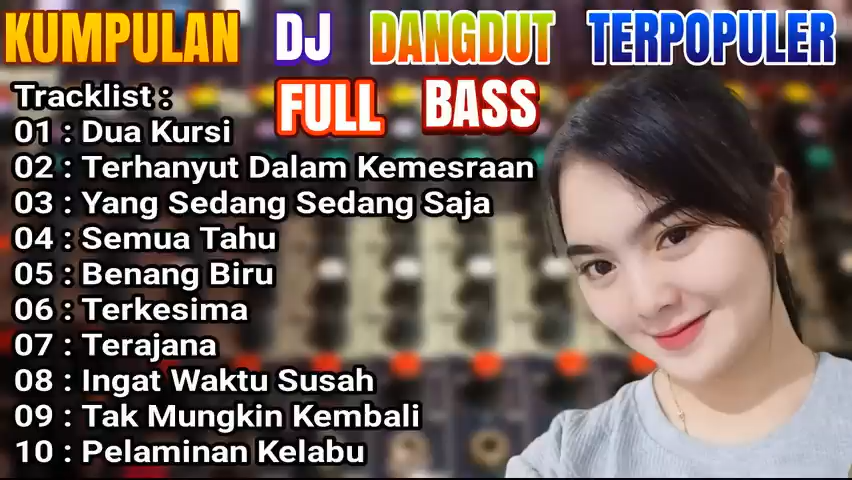 KUMPULAN DJ DANGDUT TERPOPULER
FULL BASS
Tracklist :
01 : Dua Kursi
02 : Terhanyut Dalam Kemesraan
03 : Yang Sedang Sedang Saja
04 : Semua Tahu
05 : Benang Biru
06 : Terkesima
07 : Terajana
08 : Ingat Waktu Susah
09 : Tak Mungkin Kembali
10 : Pelaminan Kelabu